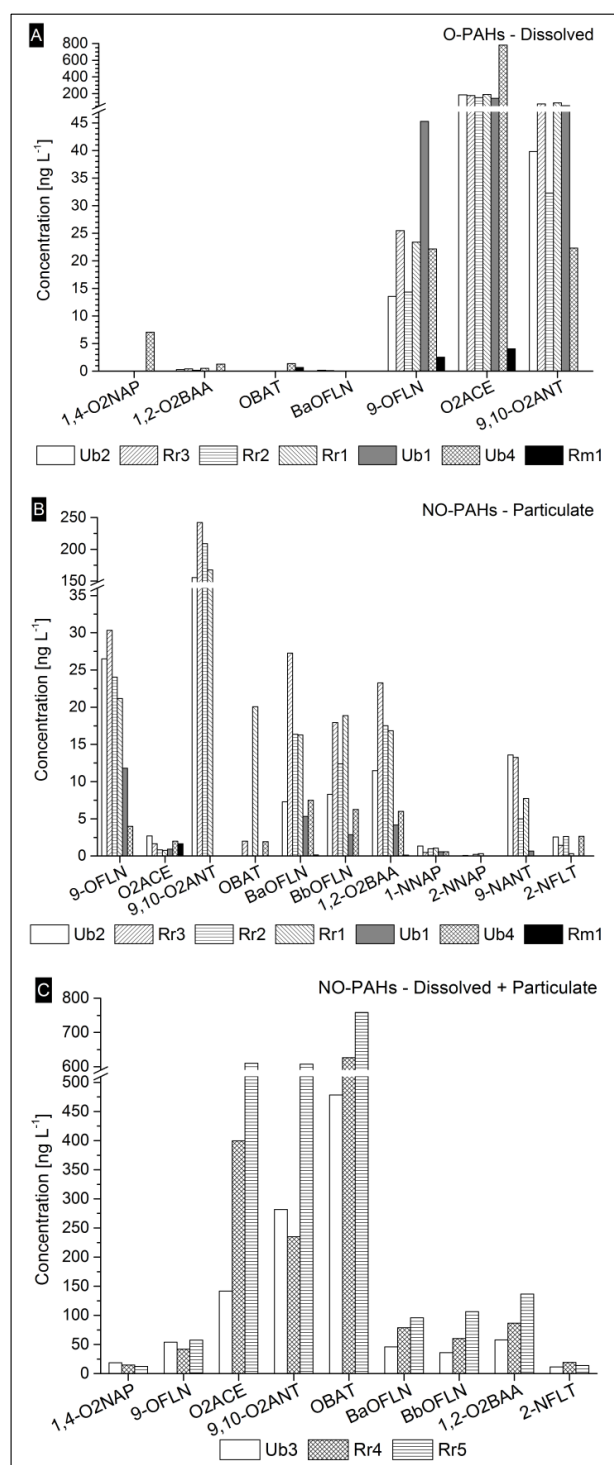 A
O-PAHs - Dissolved
Concentration [ng L-1]
800
600
400
200
45
40
35
30
25
20
15
10
5
0
1,4-O2NAP
1,2-O2BAA
OBAT
BaOFLN
9-OFLN
O2ACE
9,10-O2ANT
Ub2 Rr3 Rr2 Rr1 Ub1 Ub4 Rm1
B
NO-PAHs - Particulate
Concentration [ng L-1]
250
200
150
35
30
25
20
15
10
5
0
9-OFLN
O2ACE
9,10-O2ANT
OBAT
BaOFLN
BbOFLN
1,2-O2BAA
1-NNAP
2-NNAP
9-NANT
2-NFLT
Ub2 Rr3 Rr2 Rr1 Ub1 Ub4 Rm1
C
NO-PAHs - Dissolved + Particulate
Concentration [ng L-1]
800
700
600
500
450
400
350
300
250
200
150
100
50
0
1,4-O2NAP
9-OFLN
O2ACE
9,10-O2ANT
OBAT
BaOFLN
BbOFLN
1,2-O2BAA
2-NFLT
Ub3 Rr4 Rr5